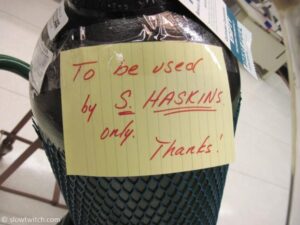 To be used
by S. HASKINS
only.
Thanks!
© slowtwitch.com